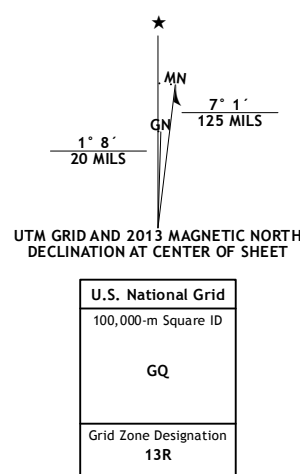 ★
MN
GN
7° 1´
125 MILS
1° 8´
20 MILS
UTM GRID AND 2013 MAGNETIC NORTH
DECLINATION AT CENTER OF SHEET
U.S. National Grid
100,000-m Square ID
GQ
Grid Zone Designation
13R